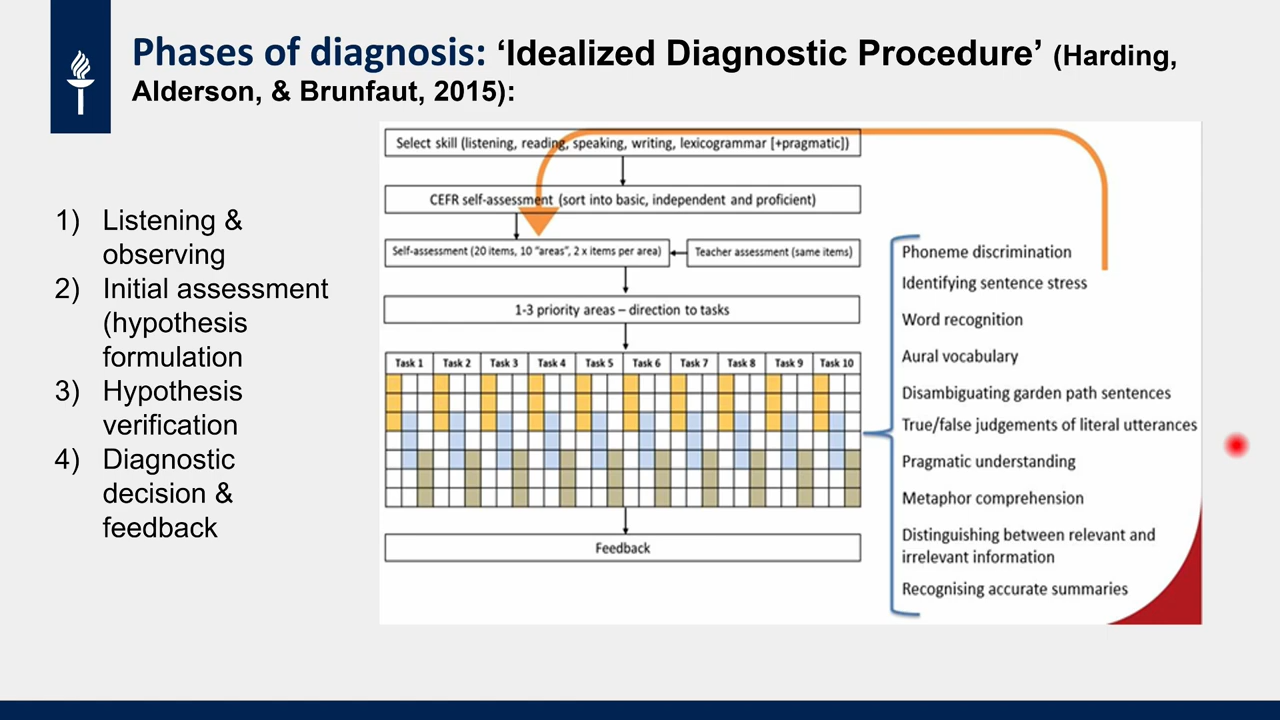 Phases of diagnosis: ‘Idealized Diagnostic Procedure’ (Harding,
Alderson, & Brunfaut, 2015):
1) Listening &
observing
2) Initial assessment
(hypothesis
formulation
3) Hypothesis
verification
4) Diagnostic
decision &
feedback
Select skill (listening, reading, speaking, writing, lexicogrammar [+pragmatic])
CEFR self-assessment (sort into basic, independent and proficient)
Self-assessment (20 items, 10 “areas”, 2 x items per area)
Teacher assessment (same items)
1-3 priority areas – direction to tasks
Task 1 Task 2 Task 3 Task 4 Task 5 Task 6 Task 7 Task 8 Task 9 Task 10
Feedback
Phoneme discrimination
Identifying sentence stress
Word recognition
Aural vocabulary
Disambiguating garden path sentences
True/false judgements of literal utterances
Pragmatic understanding
Metaphor comprehension
Distinguishing between relevant and
irrelevant information
Recognising accurate summaries